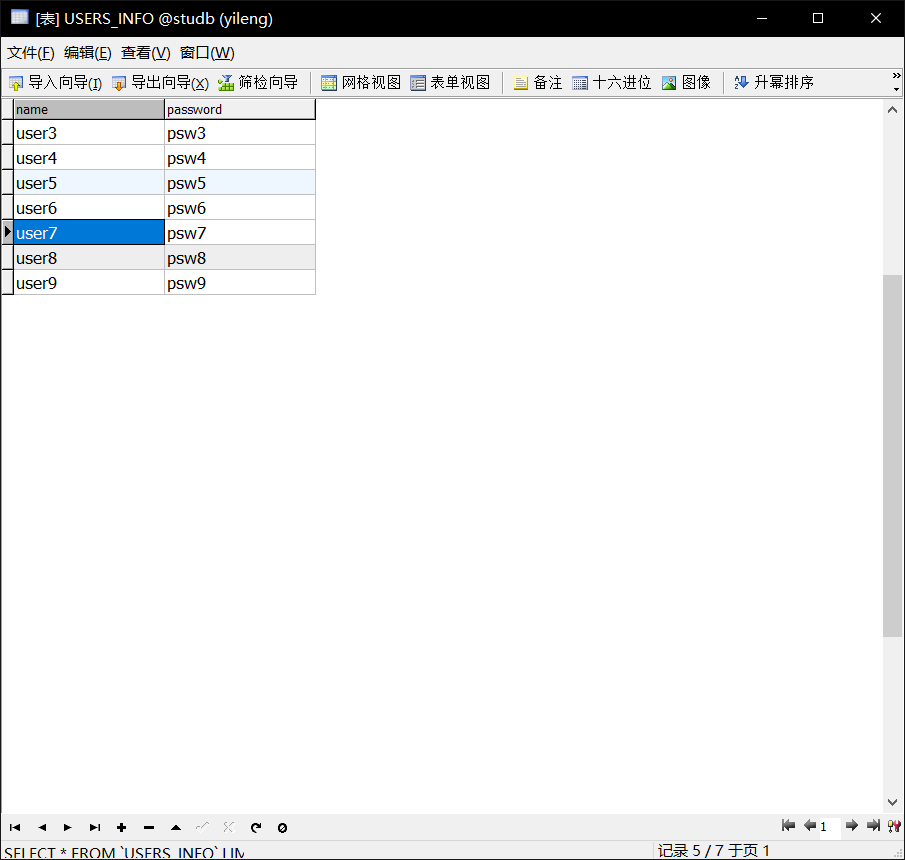 [表] USERS_INFO @studb (yileng)
文件(F) 编辑(E) 查看(V) 窗口(W)
导入向导(I) 导出向导(X) 筛检向导 网格视图 表单视图 备注 十六进位 图像 升幂排序
name password
user3 psw3
user4 psw4
user5 psw5
user6 psw6
user7 psw7
user8 psw8
user9 psw9
1
SELECT * FROM `USERS_INFO` LIM
记录 5 / 7 于页 1